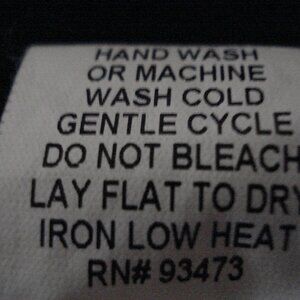 HAND WASH
OR MACHINE
WASH COLD
GENTLE CYCLE
DO NOT BLEACH
LAY FLAT TO DRY
IRON LOW HEAT
RN# 93473